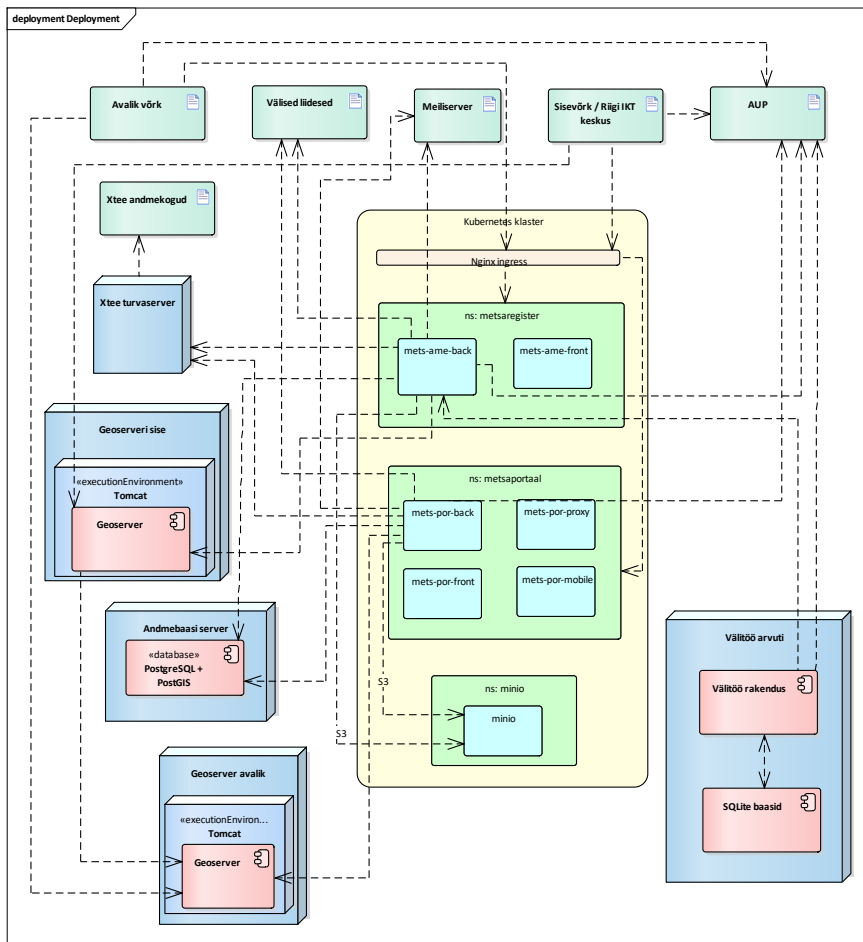 deployment Deployment
Avalik võrk
Välised liidesed
Meiliserver
Sisevõrk / Riigi IKT
keskus
AUP
Xtee andmekogud
Kubernetes klaster
Nginx ingress
Xtee turvaserver
ns: metsaregister
mets-ame-back
mets-ame-front
Geoserveri sise
«executionEnvironment»
Tomcat
Geoserver
ns: metsaportaal
mets-por-back
mets-por-proxy
mets-por-front
mets-por-mobile
Andmebaasi server
«database»
PostgreSQL +
PostGIS
Välitöö arvuti
Välitöö rakendus
SQLite baasid
S3
ns: minio
minio
S3
Geoserver avalik
«executionEnviron...
Tomcat
Geoserver